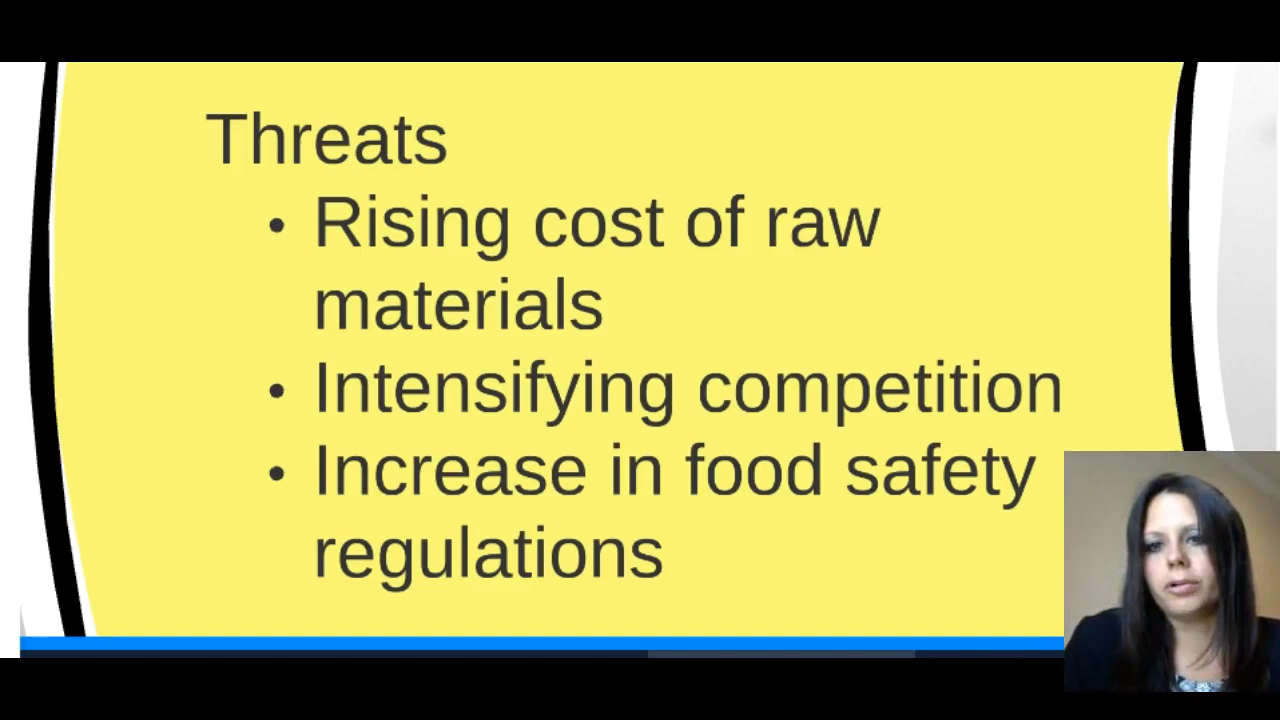 Threats
• Rising cost of raw
materials
• Intensifying competition
• Increase in food safety
regulations